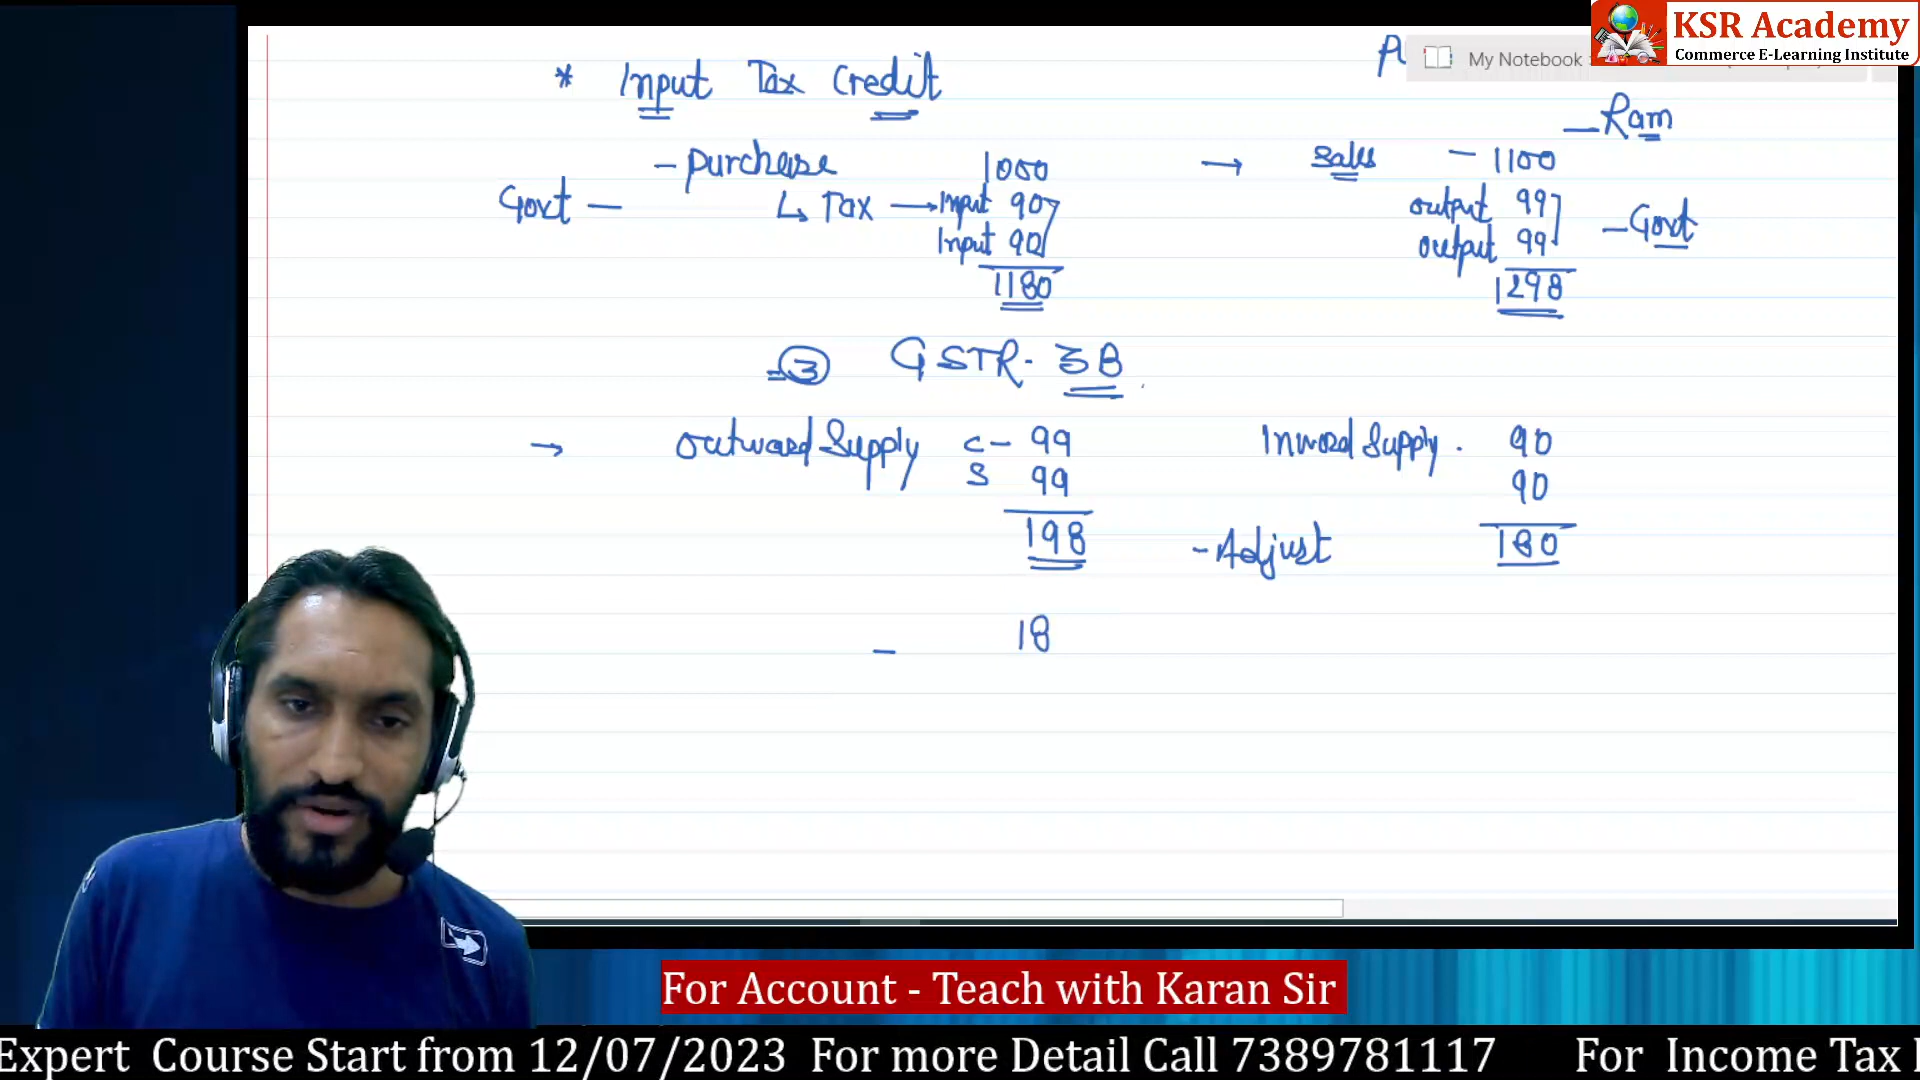 KSR Academy
Commerce E-Learning Institute
My Notebook
* Input Tax Credit
- Ram
- purchase 1000 → sales - 1100
Govt - ↳ Tax → Input 90 output 99 - Govt
Input 90 output 99
1180 1298
③ GSTR-3B
→ outward Supply C - 99 Inward Supply. 90
S 99 90
198 - Adjust 180
- 18
For Account - Teach with Karan Sir
Expert Course Start from 12/07/2023 For more Detail Call 7389781117 For Income Tax